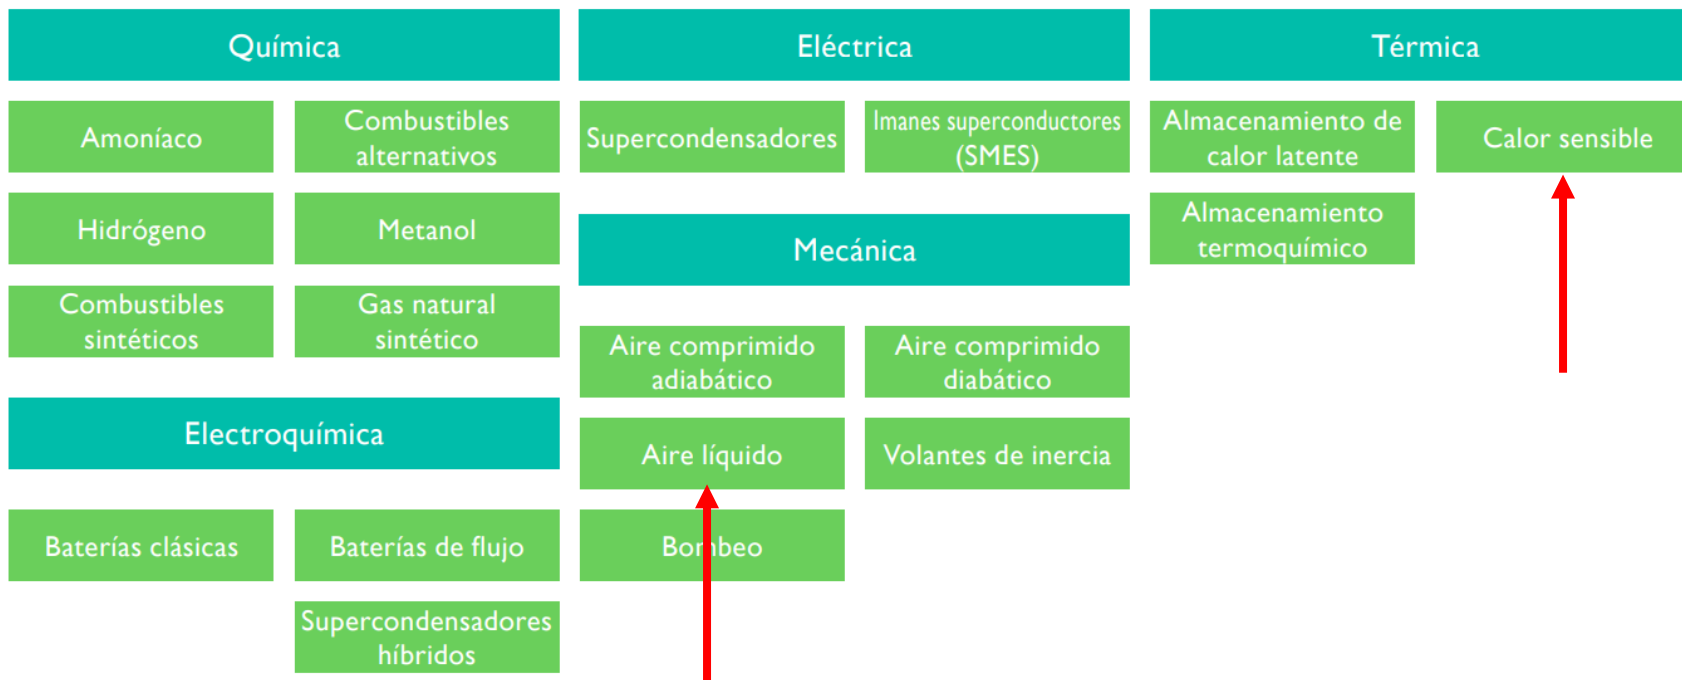 Química
Amoníaco
Combustibles
alternativos
Hidrógeno
Metanol
Combustibles
sintéticos
Gas natural
sintético
Electroquímica
Baterías clásicas
Baterías de flujo
Supercondensadores
híbridos
Eléctrica
Supercondensadores
Imanes superconductores
(SMES)
Mecánica
Aire comprimido
adiabático
Aire comprimido
diabático
Aire líquido
Volantes de inercia
Bombeo
Térmica
Almacenamiento de
calor latente
Calor sensible
Almacenamiento
termoquímico